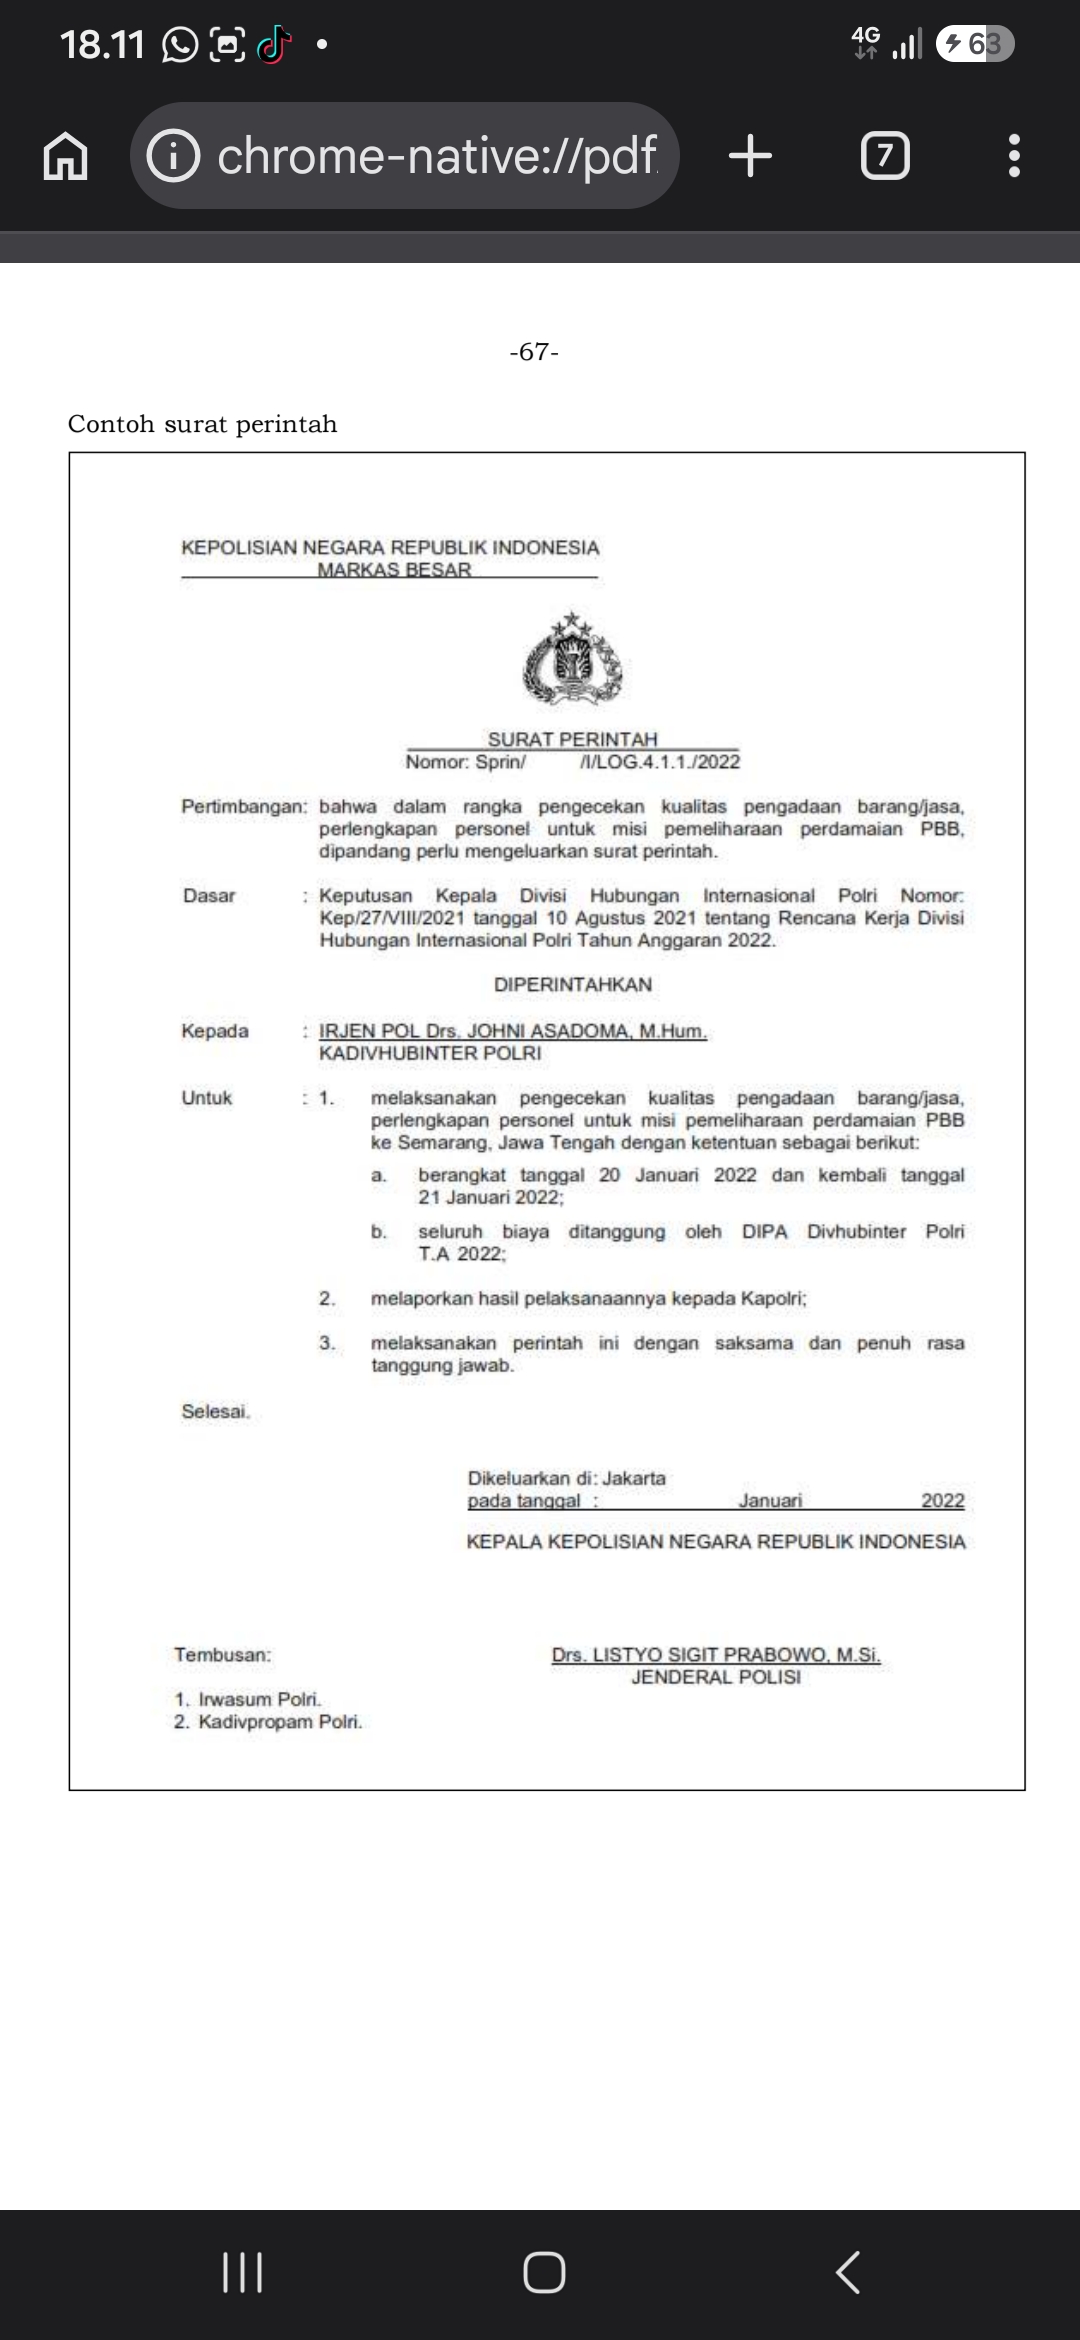 18.11
4G
63
chrome-native://pdf
7
-67-
Contoh surat perintah
KEPOLISIAN NEGARA REPUBLIK INDONESIA
MARKAS BESAR
SURAT PERINTAH
Nomor: Sprin/ /I/LOG.4.1.1./2022
Pertimbangan: bahwa dalam rangka pengecekan kualitas pengadaan barang/jasa,
perlengkapan personel untuk misi pemeliharaan perdamaian PBB,
dipandang perlu mengeluarkan surat perintah.
Dasar : Keputusan Kepala Divisi Hubungan Internasional Polri Nomor:
Kep/27/VIII/2021 tanggal 10 Agustus 2021 tentang Rencana Kerja Divisi
Hubungan Internasional Polri Tahun Anggaran 2022.
DIPERINTAHKAN
Kepada : IRJEN POL Drs. JOHNI ASADOMA, M.Hum.
KADIVHUBINTER POLRI
Untuk : 1. melaksanakan pengecekan kualitas pengadaan barang/jasa,
perlengkapan personel untuk misi pemeliharaan perdamaian PBB
ke Semarang, Jawa Tengah dengan ketentuan sebagai berikut:
a. berangkat tanggal 20 Januari 2022 dan kembali tanggal
21 Januari 2022;
b. seluruh biaya ditanggung oleh DIPA Divhubinter Polri
T.A 2022;
2. melaporkan hasil pelaksanaannya kepada Kapolri;
3. melaksanakan perintah ini dengan saksama dan penuh rasa
tanggung jawab.
Selesai.
Dikeluarkan di: Jakarta
pada tanggal : Januari 2022
KEPALA KEPOLISIAN NEGARA REPUBLIK INDONESIA
Drs. LISTYO SIGIT PRABOWO, M.Si.
JENDERAL POLISI
Tembusan:
1. Irwasum Polri.
2. Kadivpropam Polri.